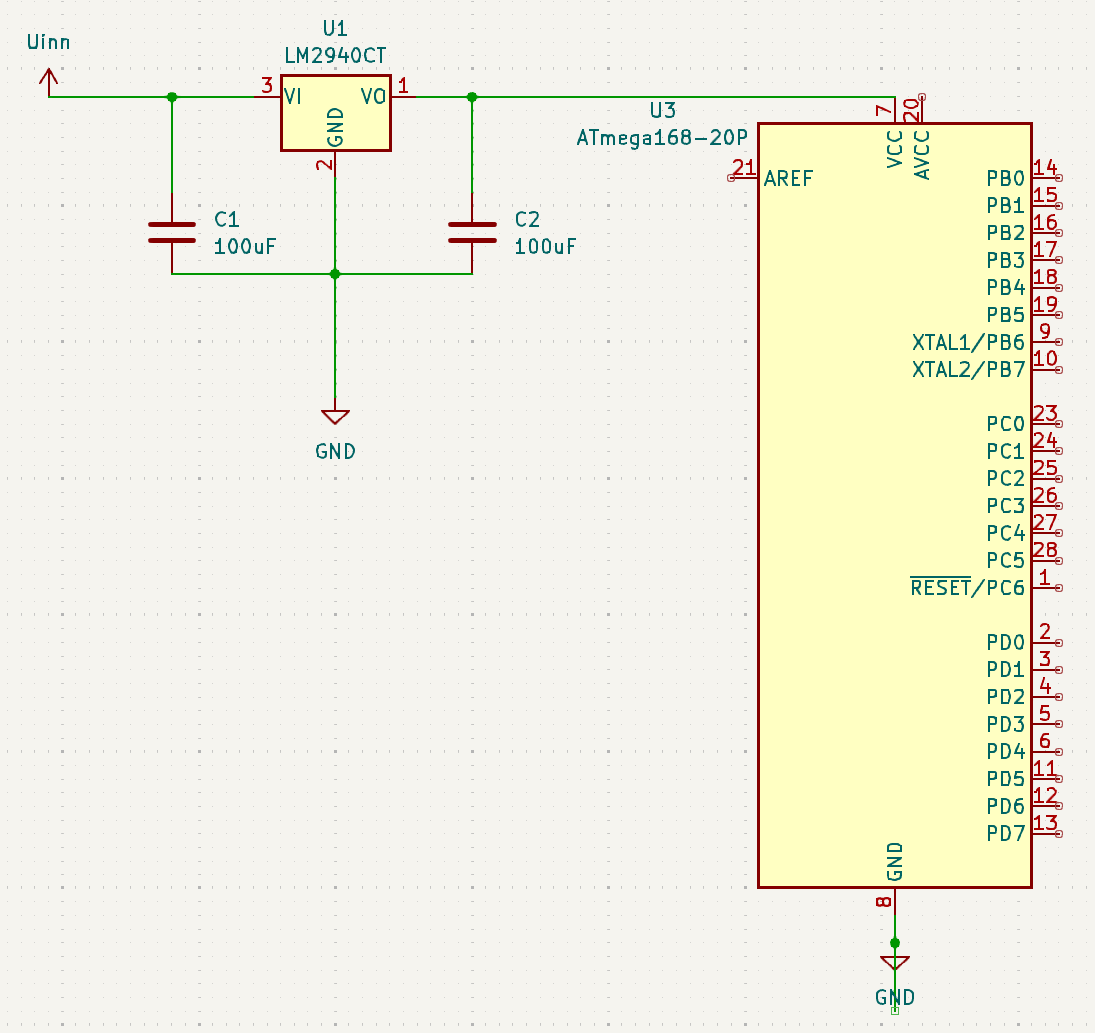 Uinn
U1
LM2940CT
3
VI
VO
1
GND
2
C1
100uF
C2
100uF
GND
U3
ATmega168-20P
7
20
VCC
AVCC
21
AREF
PB0
14
PB1
15
PB2
16
PB3
17
PB4
18
PB5
19
XTAL1/PB6
9
XTAL2/PB7
10
PC0
23
PC1
24
PC2
25
PC3
26
PC4
27
PC5
28
RESET/PC6
1
PD0
2
PD1
3
PD2
4
PD3
5
PD4
6
PD5
11
PD6
12
PD7
13
GND
8
GND